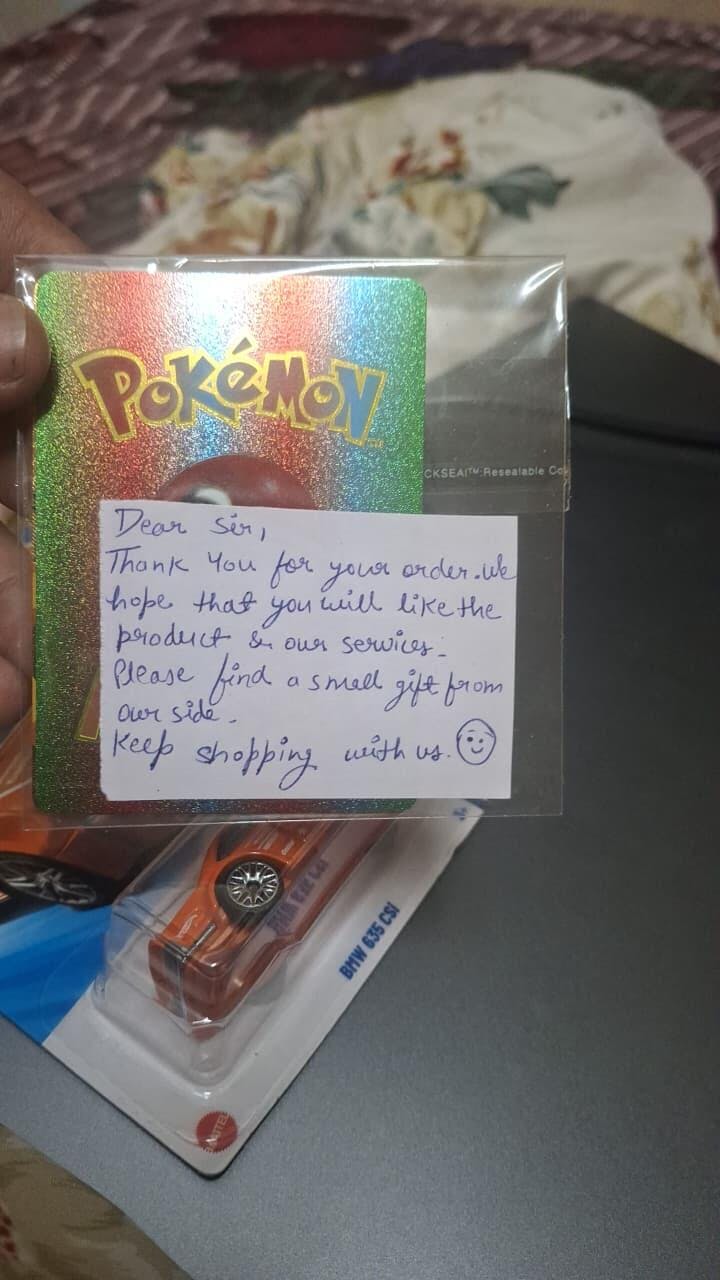 POKéMON
CKSEAl™:Resealable Co
Dear Sir,
Thank You for your order. We
hope that you will like the
product & our services.
Please find a small gift from
our side.
Keep shopping with us.
BMW 635 CSi
MATTEL